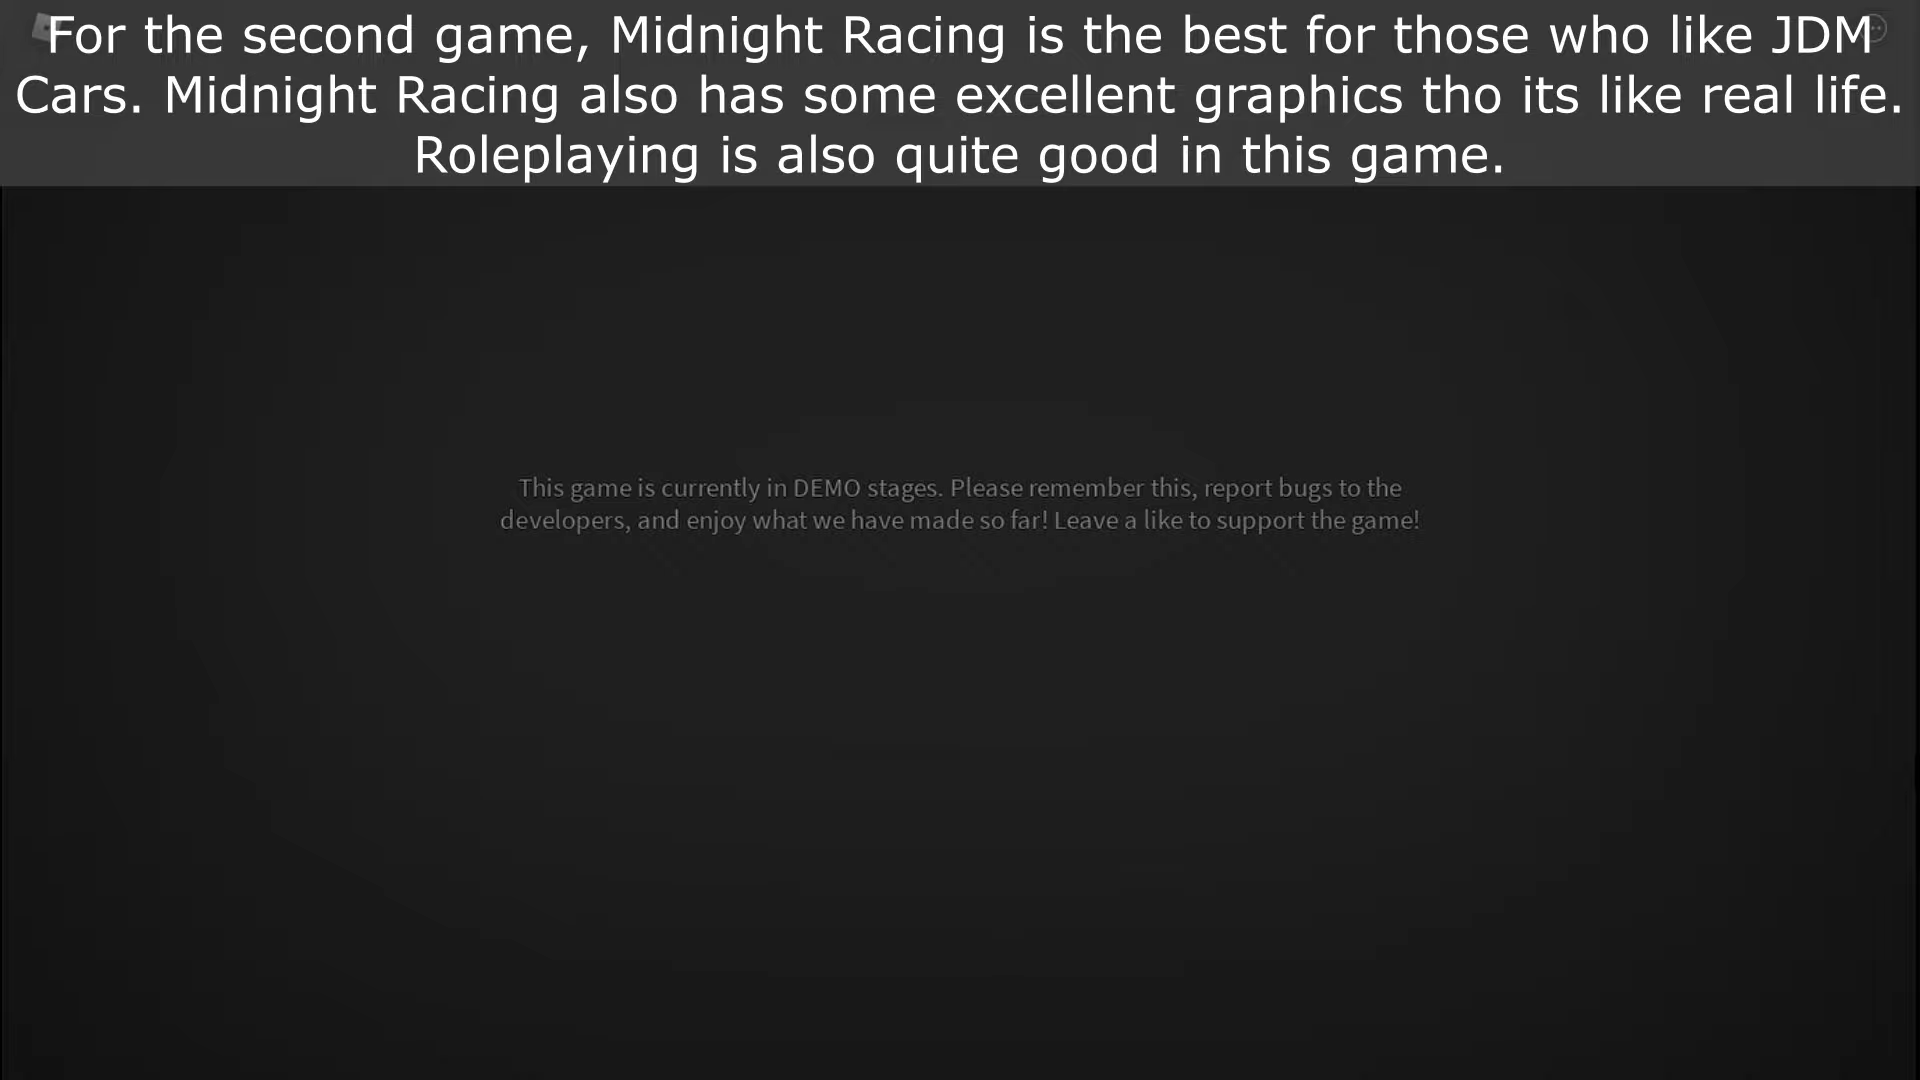 For the second game, Midnight Racing is the best for those who like JDM
Cars. Midnight Racing also has some excellent graphics tho its like real life.
Roleplaying is also quite good in this game.
This game is currently in DEMO stages. Please remember this, report bugs to the
developers, and enjoy what we have made so far! Leave a like to support the game!